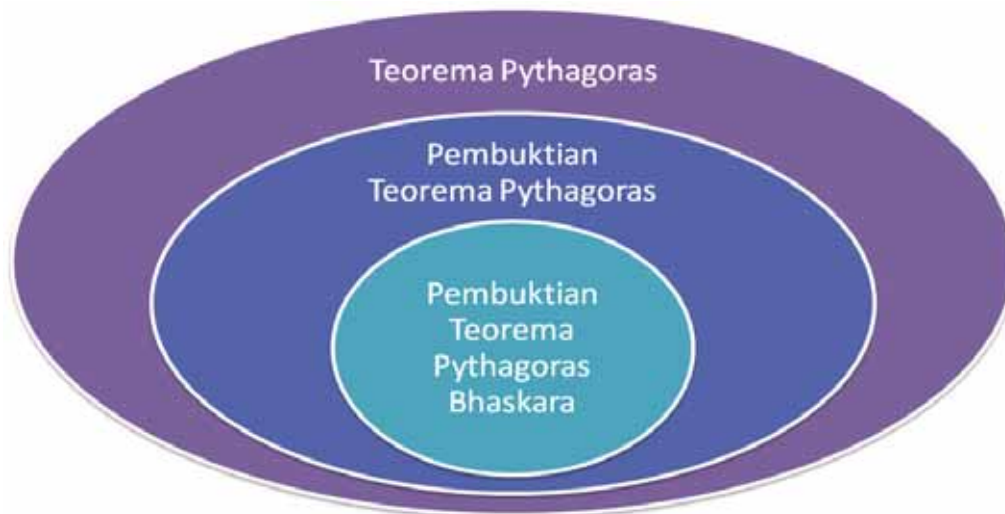 Teorema Pythagoras
Pembuktian
Teorema Pythagoras
Pembuktian
Teorema
Pythagoras
Bhaskara